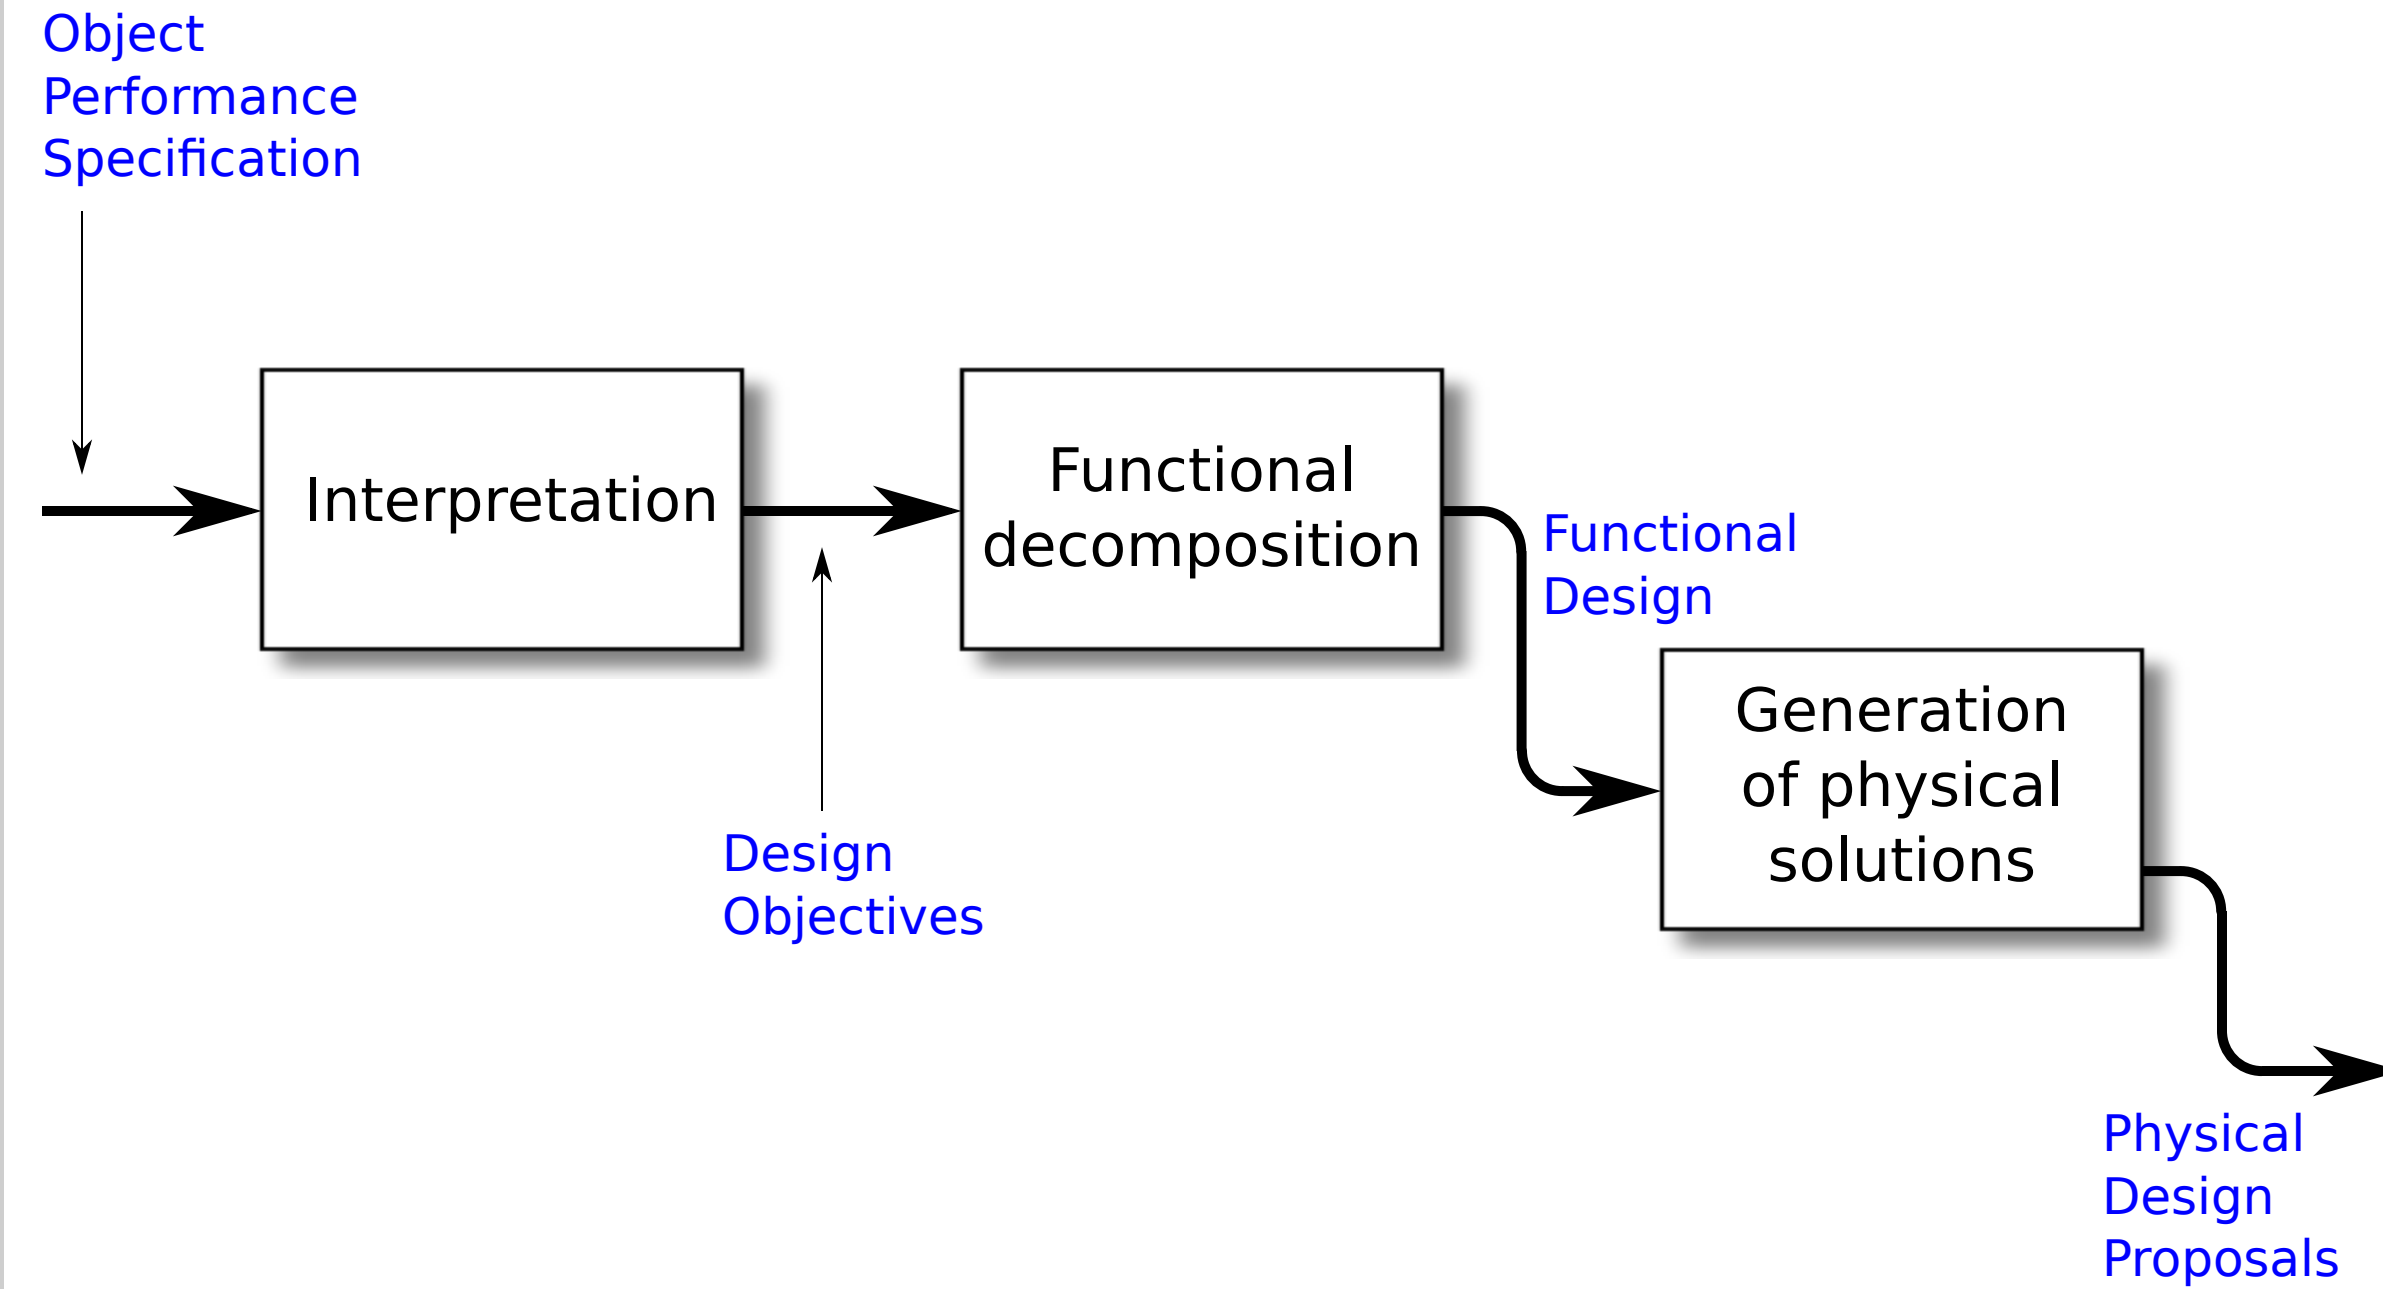 Object
Performance
Specification
Interpretation
Functional
decomposition
Functional
Design
Generation
of physical
solutions
Design
Objectives
Physical
Design
Proposals